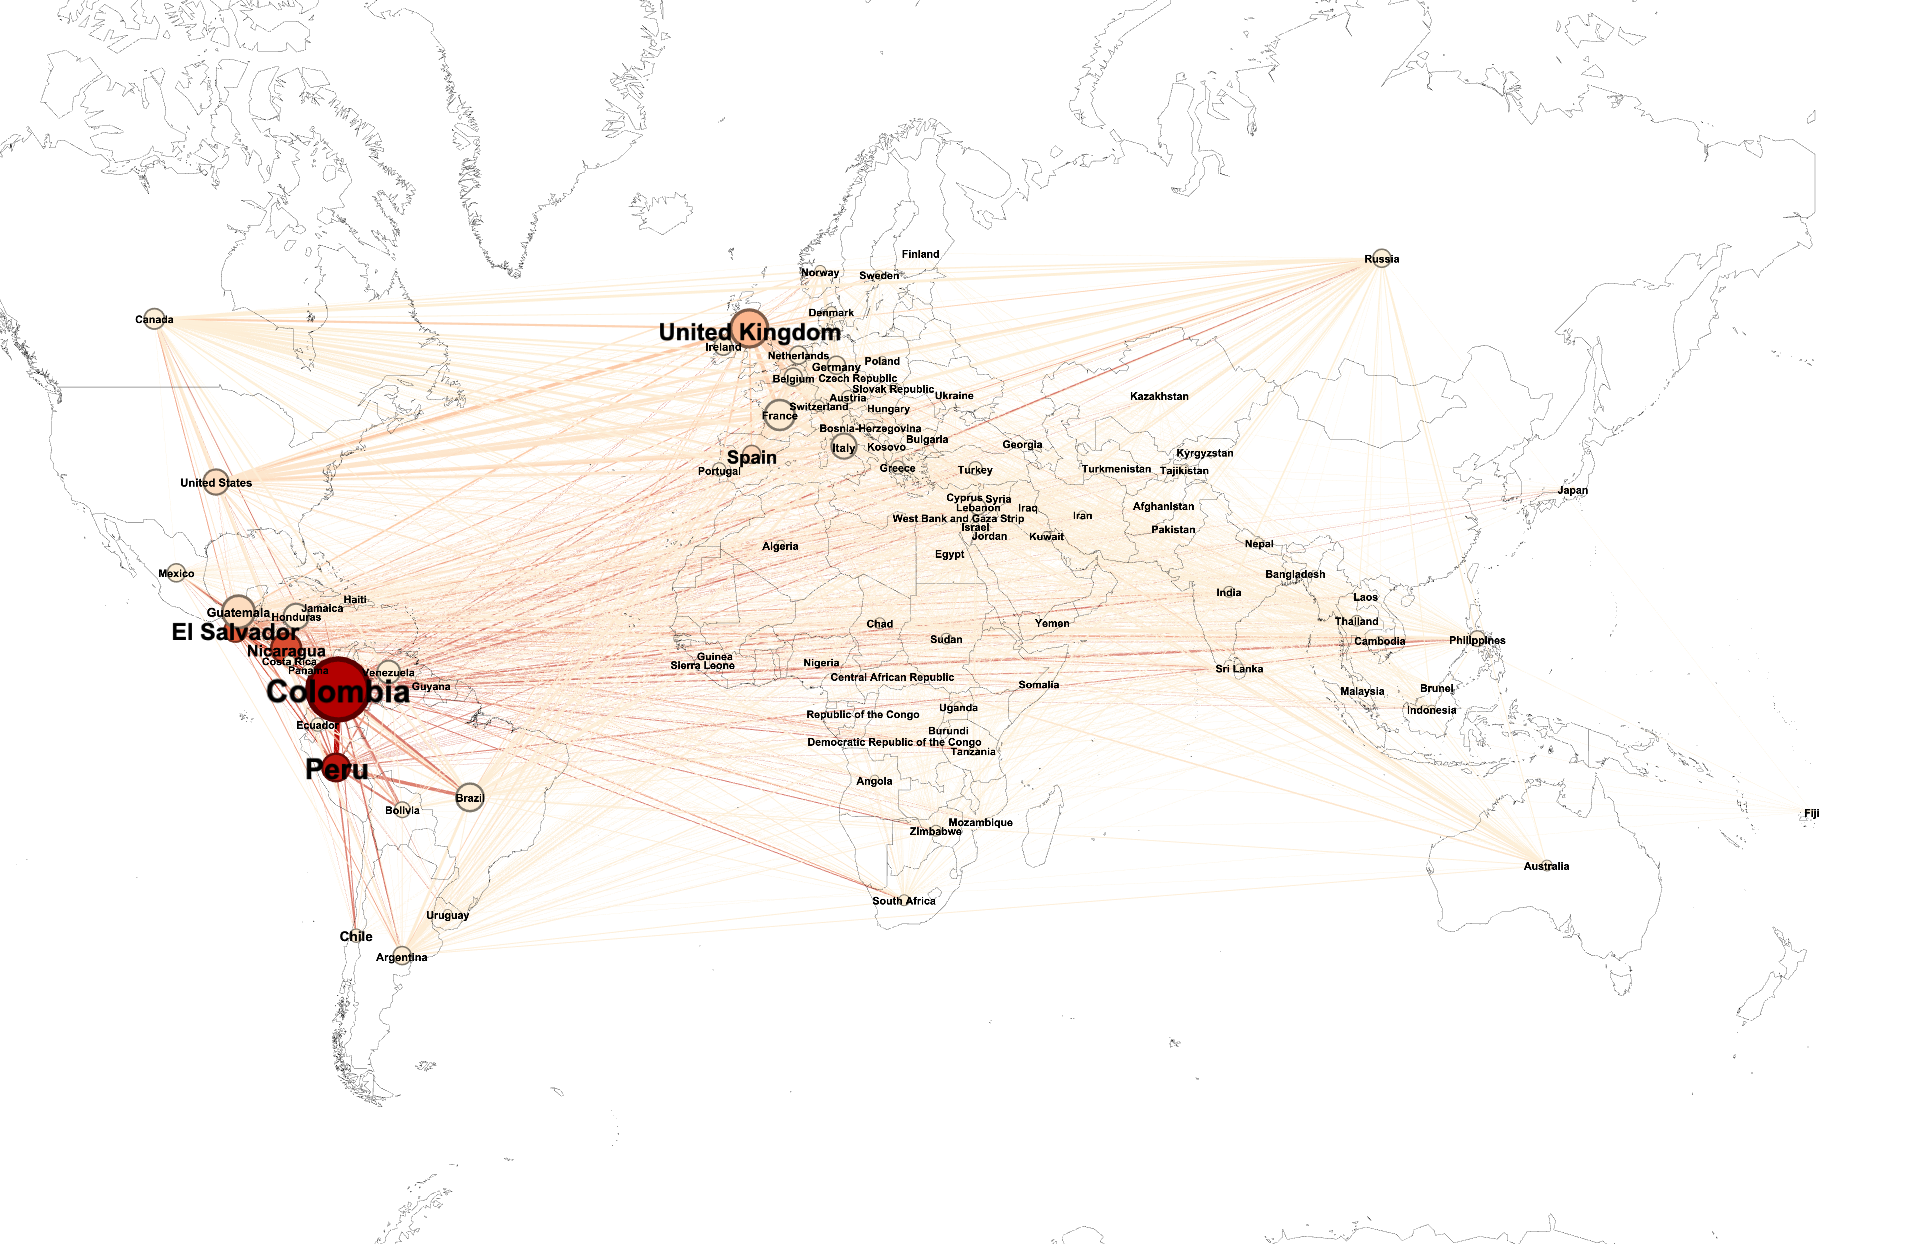 Finland
Russia
Norway
Sweden
Denmark
Canada
United Kingdom
Ireland
Netherlands
Poland
Germany
Belgium
Czech Republic
Slovak Republic
Ukraine
Kazakhstan
Austria
Switzerland
Hungary
France
Bosnia-Herzegovina
Bulgaria
Italy
Kosovo
Georgia
Kyrgyzstan
Spain
Portugal
Greece
Turkey
Turkmenistan
Tajikistan
United States
Japan
Cyprus
Syria
Lebanon
Iraq
Afghanistan
West Bank and Gaza Strip
Iran
Israel
Pakistan
Jordan
Kuwait
Algeria
Nepal
Egypt
Mexico
Bangladesh
India
Haiti
Laos
Jamaica
Guatemala
Honduras
Chad
Yemen
Thailand
El Salvador
Sudan
Cambodia
Philippines
Nicaragua
Guinea
Costa Rica
Sierra Leone
Nigeria
Sri Lanka
Panama
Venezuela
Central African Republic
Guyana
Somalia
Colombia
Malaysia
Brunei
Uganda
Indonesia
Republic of the Congo
Ecuador
Burundi
Democratic Republic of the Congo
Tanzania
Peru
Angola
Brazil
Bolivia
Fiji
Mozambique
Zimbabwe
Australia
South Africa
Uruguay
Chile
Argentina